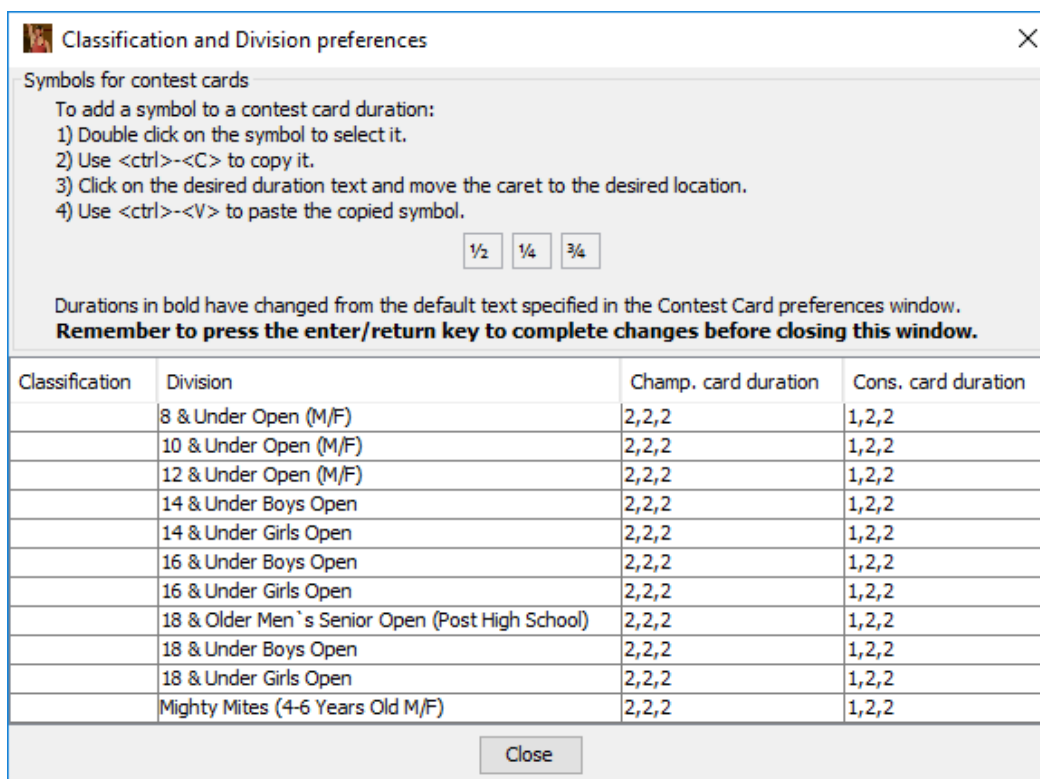 Classification and Division preferences
Symbols for contest cards
To add a symbol to a contest card duration:
1) Double click on the symbol to select it.
2) Use <ctrl>-<C> to copy it.
3) Click on the desired duration text and move the caret to the desired location.
4) Use <ctrl>-<V> to paste the copied symbol.
½ ¼ ¾
Durations in bold have changed from the default text specified in the Contest Card preferences window.
Remember to press the enter/return key to complete changes before closing this window.
Classification Division Champ. card duration Cons. card duration
8 & Under Open (M/F) 2,2,2 1,2,2
10 & Under Open (M/F) 2,2,2 1,2,2
12 & Under Open (M/F) 2,2,2 1,2,2
14 & Under Boys Open 2,2,2 1,2,2
14 & Under Girls Open 2,2,2 1,2,2
16 & Under Boys Open 2,2,2 1,2,2
16 & Under Girls Open 2,2,2 1,2,2
18 & Older Men`s Senior Open (Post High School) 2,2,2 1,2,2
18 & Under Boys Open 2,2,2 1,2,2
18 & Under Girls Open 2,2,2 1,2,2
Mighty Mites (4-6 Years Old M/F) 2,2,2 1,2,2
Close